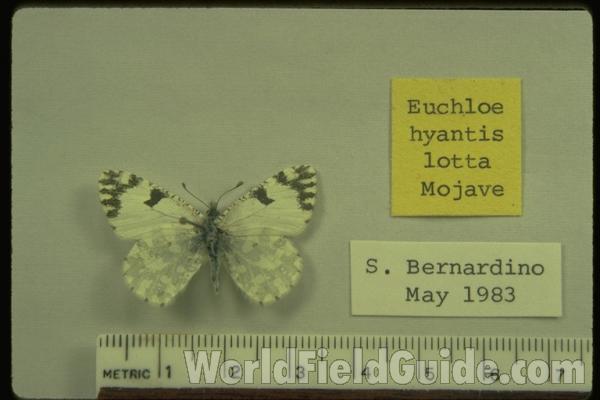 Euchloe
hyantis
lotta
Mojave
S. Bernardino
May 1983
METRIC 1 2 3 4 5 6 7
WorldFieldGuide.com